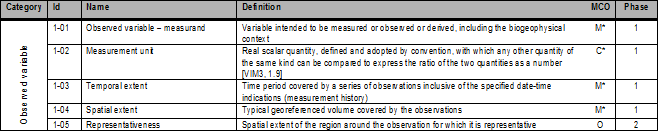 Category Id Name Definition MCO Phase
Observed variable
1-01 Observed variable – measurand Variable intended to be measured or observed or derived, including the biogeophysical M* 1
context
1-02 Measurement unit Real scalar quantity, defined and adopted by convention, with which any other quantity of C* 1
the same kind can be compared to express the ratio of the two quantities as a number
[VIM3, 1.9]
1-03 Temporal extent Time period covered by a series of observations inclusive of the specified date-time M* 1
indications (measurement history)
1-04 Spatial extent Typical georeferenced volume covered by the observations M* 1
1-05 Representativeness Spatial extent of the region around the observation for which it is representative O 2